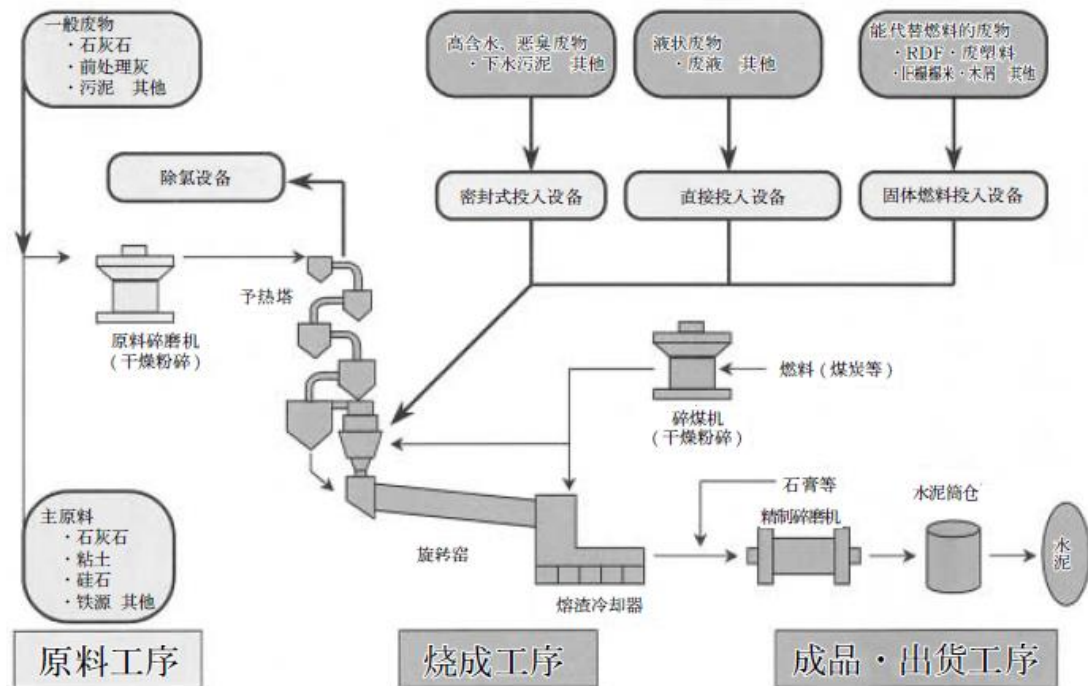 一般废物
・石灰石
・前处理灰
・污泥 其他
高含水、恶臭废物
・下水污泥 其他
液状废物
・废液 其他
能代替燃料的废物
・RDF・废塑料
・旧榻榻米・木屑 其他
除氯设备
密封式投入设备
直接投入设备
固体燃料投入设备
予热塔
原料碎磨机
(干燥粉碎)
燃料(煤炭等)
碎煤机
(干燥粉碎)
石膏等
水泥筒仓
精制碎磨机
水泥
主原料
・石灰石
・粘土
・硅石
・铁源 其他
旋转窑
熔渣冷却器
原料工序
烧成工序
成品・出货工序